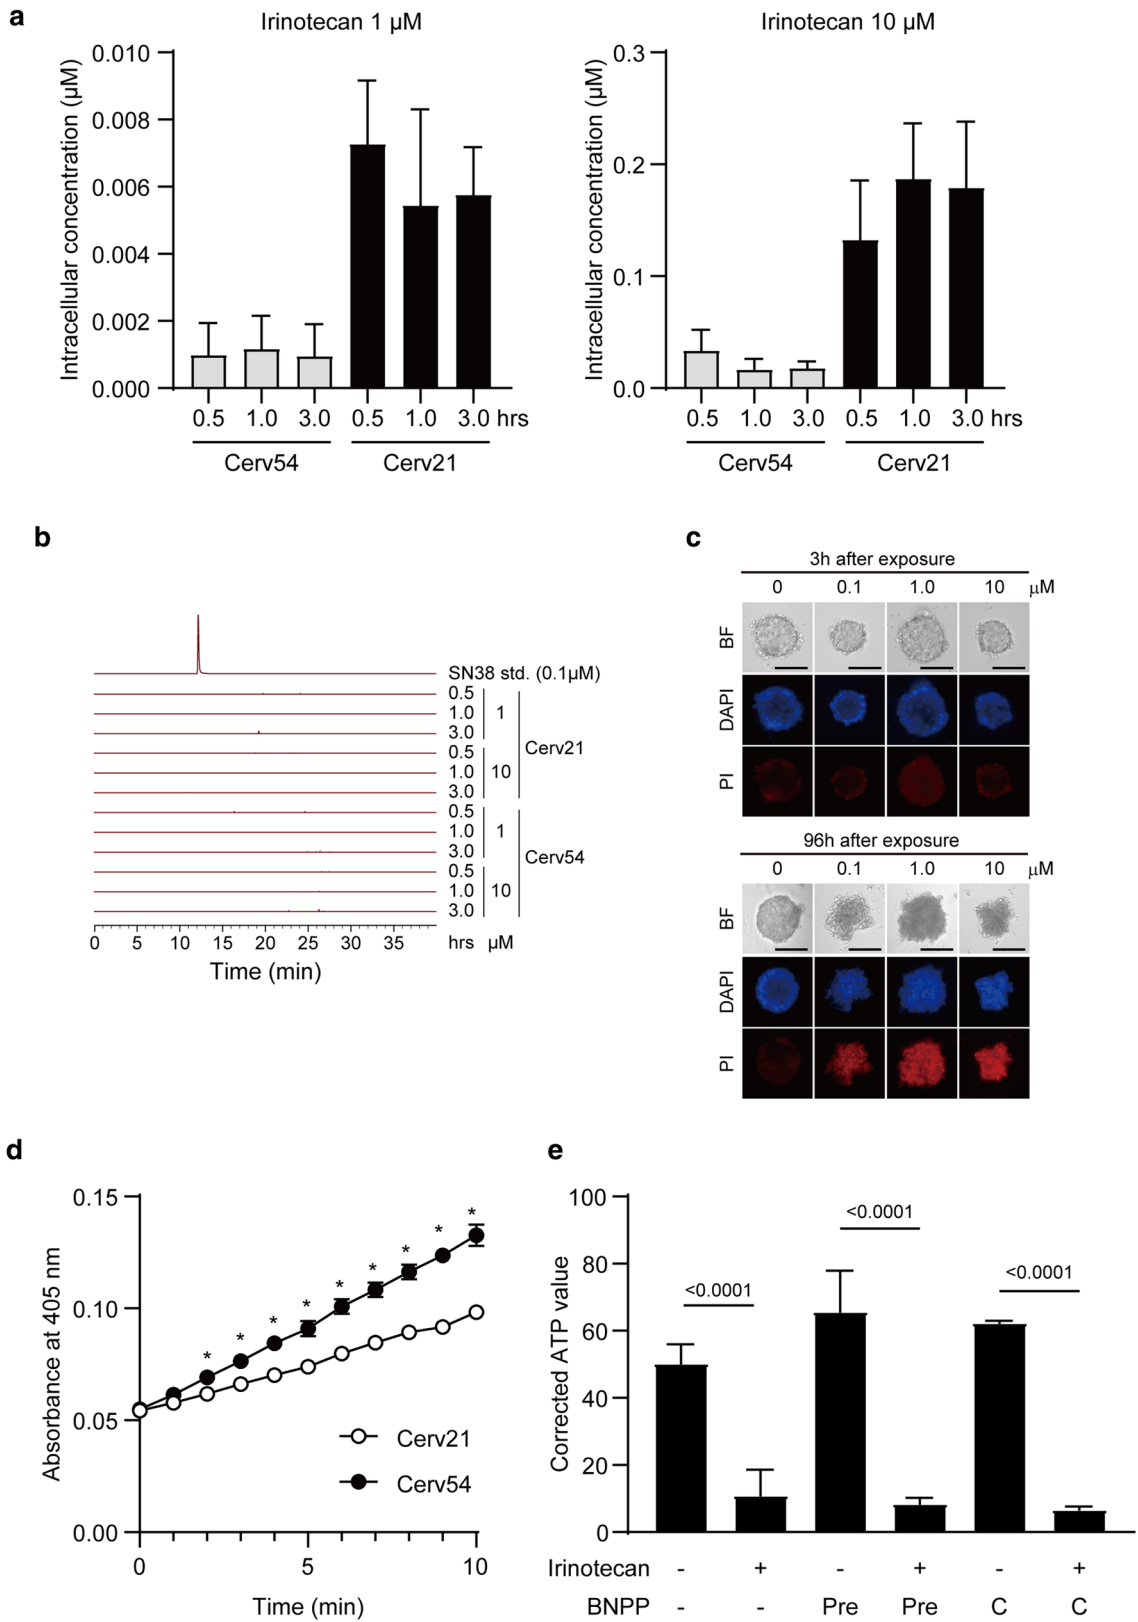 a
Irinotecan 1 µM
Intracellular concentration (µM)
0.010
0.008
0.006
0.004
0.002
0.000
0.5 1.0 3.0 0.5 1.0 3.0 hrs
Cerv54 Cerv21
Irinotecan 10 µM
Intracellular concentration (µM)
0.3
0.2
0.1
0.0
0.5 1.0 3.0 0.5 1.0 3.0 hrs
Cerv54 Cerv21
b
SN38 std. (0.1µM)
0.5
1.0 1
3.0
Cerv21
0.5
1.0 10
3.0
0.5
1.0 1
3.0
Cerv54
0.5
1.0 10
3.0
0 5 10 15 20 25 30 35 hrs µM
Time (min)
c
3h after exposure
0 0.1 1.0 10 µM
BF
DAPI
PI
96h after exposure
0 0.1 1.0 10 µM
BF
DAPI
PI
d
Absorbance at 405 nm
0.15
0.10
0.05
0.00
* * * * * * * * *
Cerv21
Cerv54
0 5 10
Time (min)
e
Corrected ATP value
100
80
60
40
20
0
<0.0001
<0.0001
<0.0001
Irinotecan - + - + - +
BNPP - - Pre Pre C C